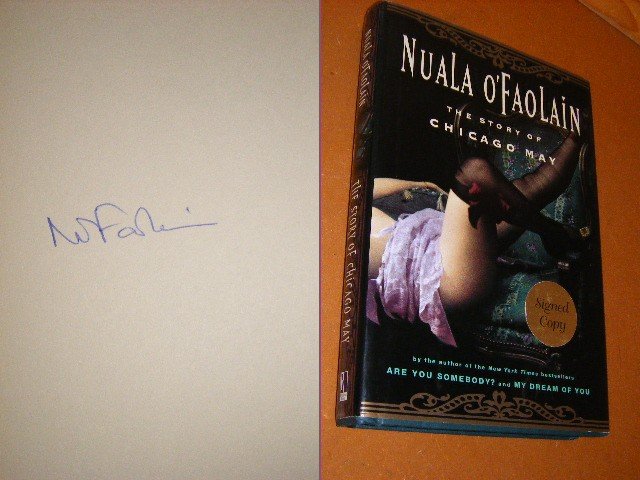 NUALA O'FAOLAIN
THE STORY OF
CHICAGO MAY
Signed
Copy
by the author of the New York Times bestsellers
ARE YOU SOMEBODY? and MY DREAM OF YOU
NUALA O'FAOLAIN
THE STORY OF CHICAGO MAY